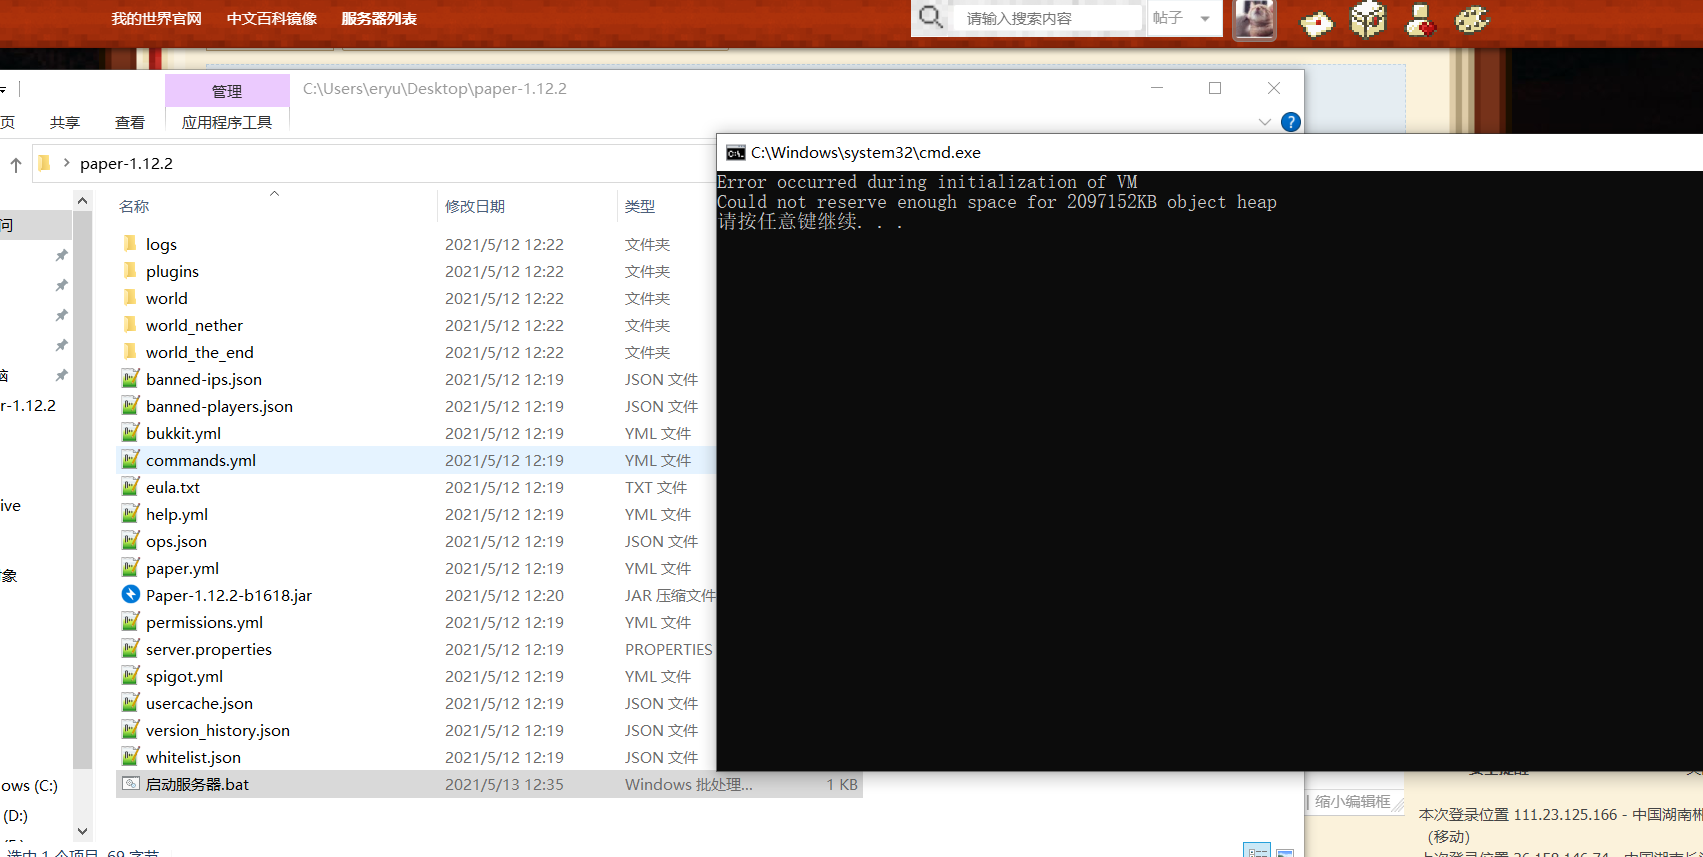 我的世界官网 中文百科镜像 服务器列表
请输入搜索内容 帖子
管理 C:\Users\eryu\Desktop\paper-1.12.2
页 共享 查看 应用程序工具
paper-1.12.2
名称 修改日期 类型
logs 2021/5/12 12:22 文件夹
plugins 2021/5/12 12:22 文件夹
world 2021/5/12 12:22 文件夹
world_nether 2021/5/12 12:22 文件夹
world_the_end 2021/5/12 12:22 文件夹
banned-ips.json 2021/5/12 12:19 JSON 文件
banned-players.json 2021/5/12 12:19 JSON 文件
bukkit.yml 2021/5/12 12:19 YML 文件
commands.yml 2021/5/12 12:19 YML 文件
eula.txt 2021/5/12 12:19 TXT 文件
help.yml 2021/5/12 12:19 YML 文件
ops.json 2021/5/12 12:19 JSON 文件
paper.yml 2021/5/12 12:19 YML 文件
Paper-1.12.2-b1618.jar 2021/5/12 12:20 JAR 压缩文件
permissions.yml 2021/5/12 12:19 YML 文件
server.properties 2021/5/12 12:19 PROPERTIES
spigot.yml 2021/5/12 12:19 YML 文件
usercache.json 2021/5/12 12:19 JSON 文件
version_history.json 2021/5/12 12:19 JSON 文件
whitelist.json 2021/5/12 12:19 JSON 文件
启动服务器.bat 2021/5/13 12:35 Windows 批处理... 1 KB
问
r-1.12.2
ive
象
ows (C:)
(D:)
选中 1 个项目 69 字节
C:\Windows\system32\cmd.exe
Error occurred during initialization of VM
Could not reserve enough space for 2097152KB object heap
请按任意键继续. . .
缩小编辑框
本次登录位置 111.23.125.166 - 中国湖南郴
（移动）